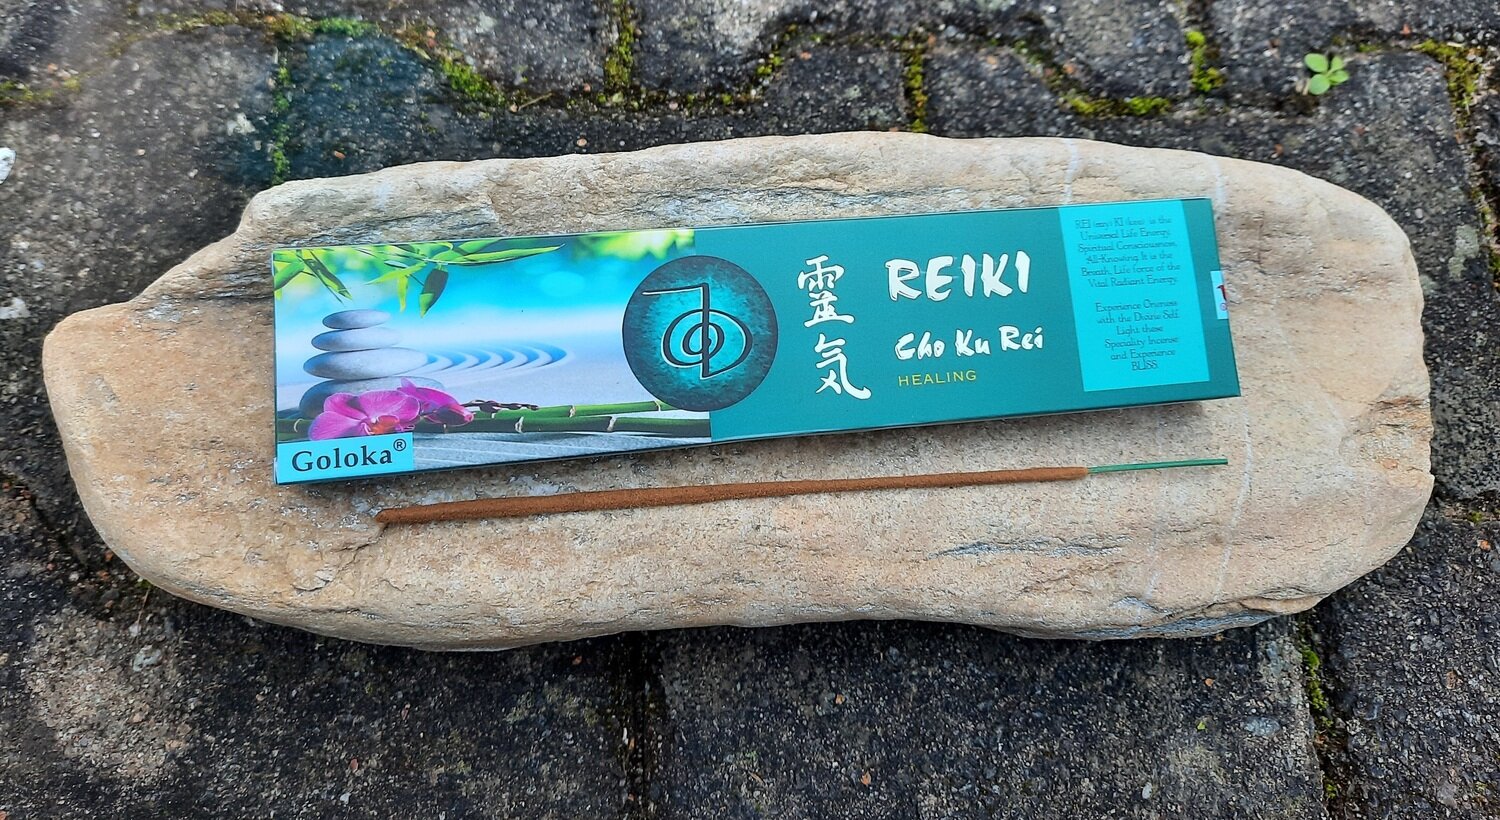 Goloka®
靈
気
REIKI
Cho Ku Rei
HEALING
REI (ray) KI (kee) is the
Universal Life Energy,
Spiritual Consciousness,
All-Knowing. It is the
Breath, Life force of the
Vital Radiant Energy.
Experience Oneness
with the Divine Self.
Light these
Speciality Incense
and Experience
BLISS